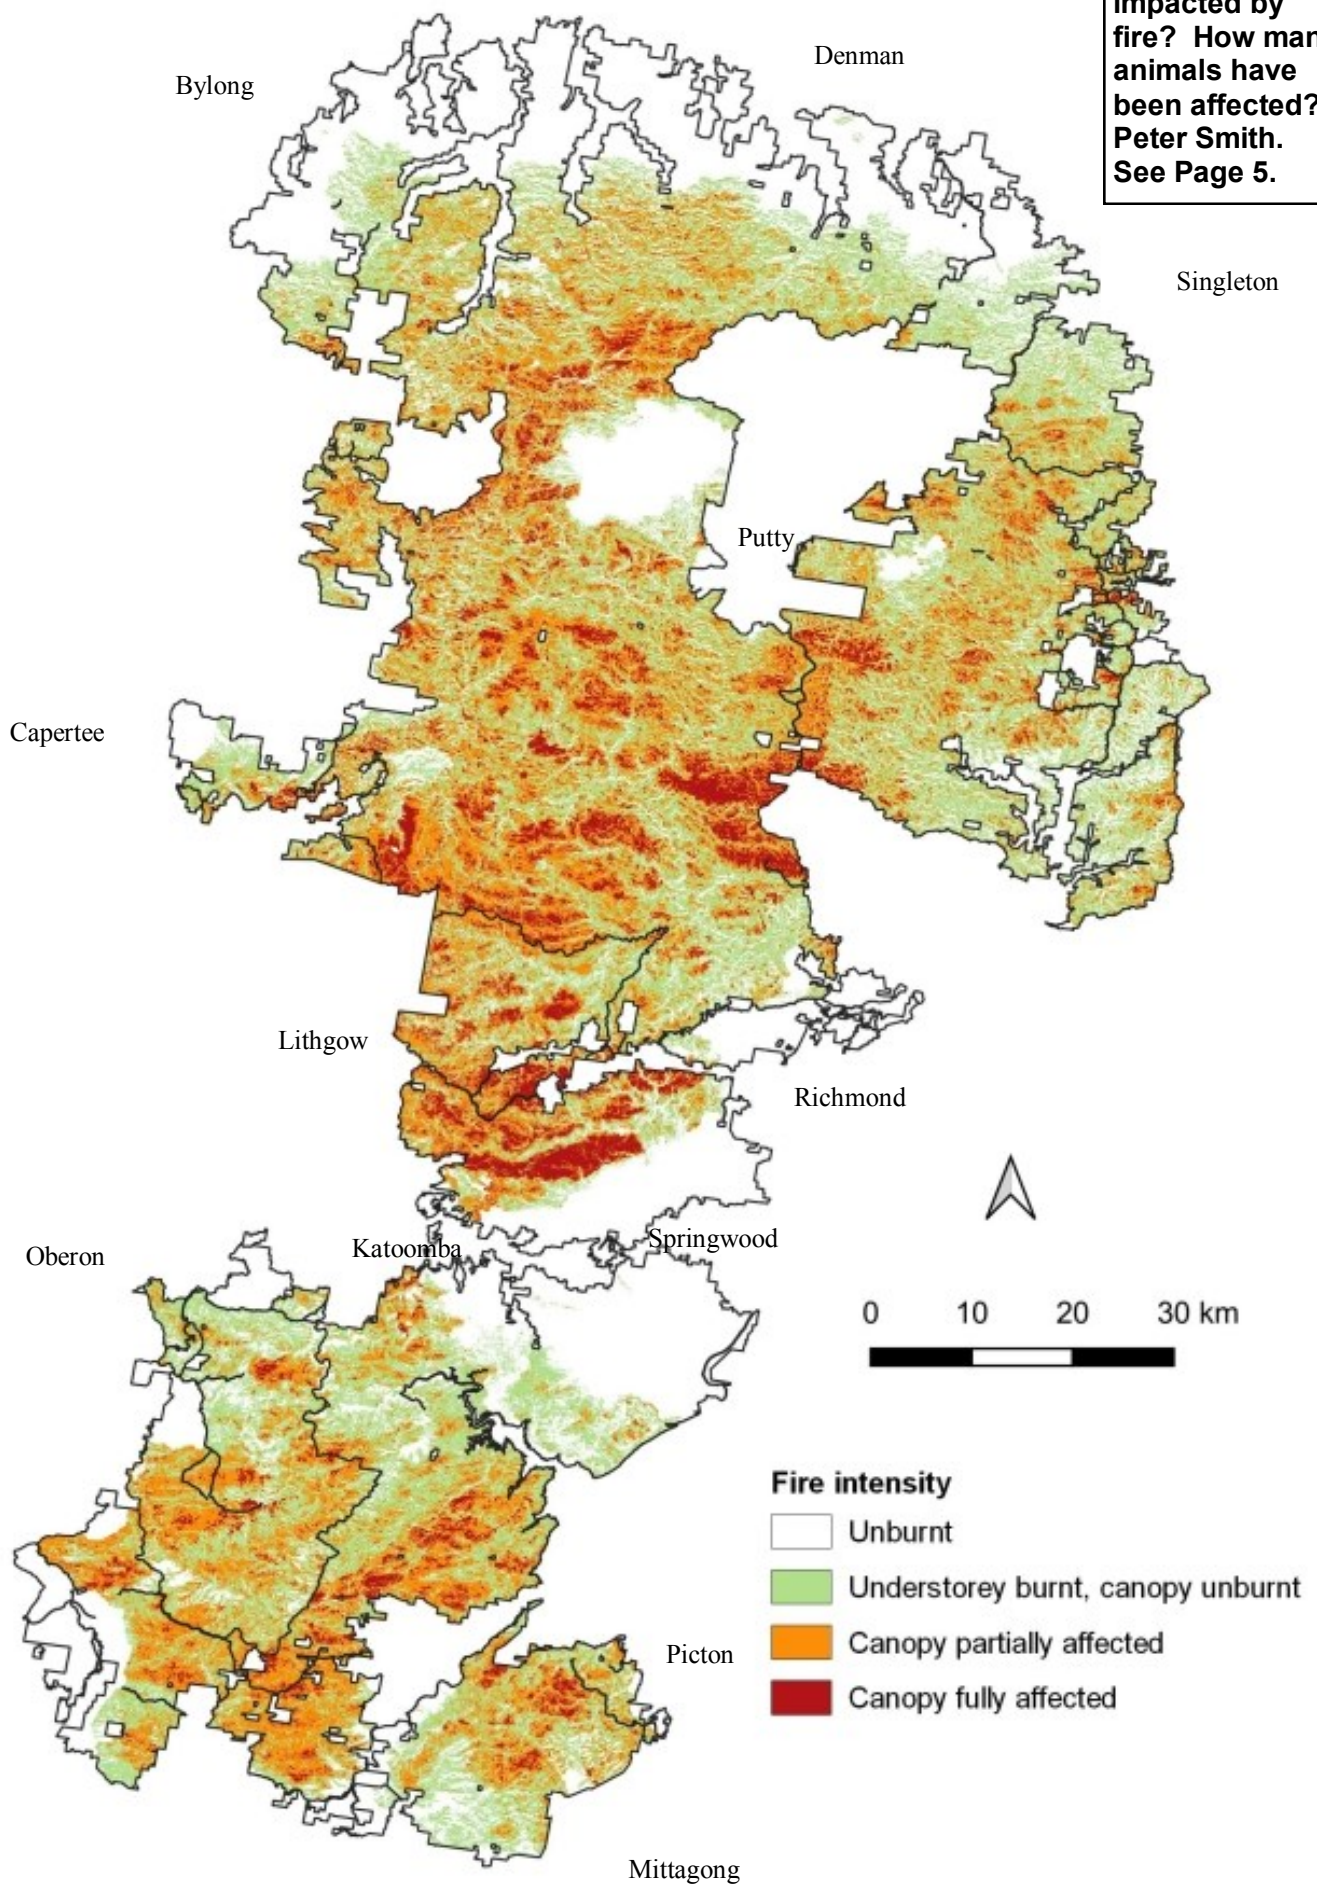 impacted by
fire? How man
animals have
been affected?
Peter Smith.
See Page 5.
Denman
Bylong
Singleton
Putty
Capertee
Lithgow
Richmond
Springwood
Katoomba
Oberon
0 10 20 30 km
Fire intensity
Unburnt
Understorey burnt, canopy unburnt
Canopy partially affected
Picton
Canopy fully affected
Mittagong